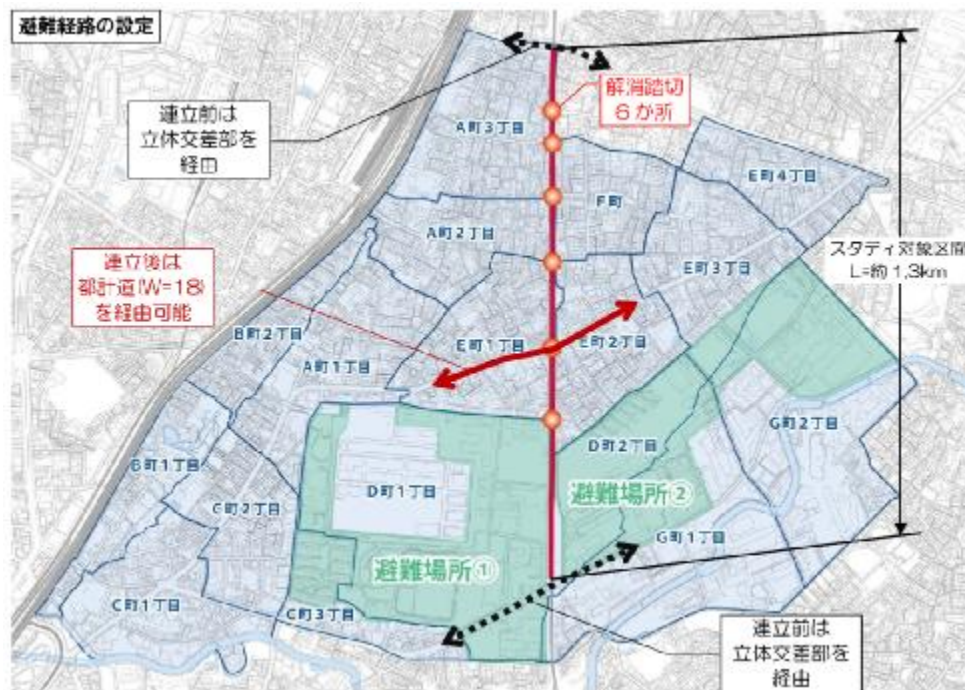 避難経路の設定
連立前は
立体交差部を
経由
解消踏切
6か所
A町3丁目
E町4丁目
F町
A町2丁目
スタディ対象区間
L=約1,3km
連立後は
都計道(W=18)
を経由可能
E町3丁目
B町2丁目
E町1丁目
E町2丁目
A町1丁目
G町2丁目
D町2丁目
B町1丁目
D町1丁目
C町2丁目
避難場所②
G町1丁目
避難場所①
C町1丁目
C町3丁目
連立前は
立体交差部を
経由